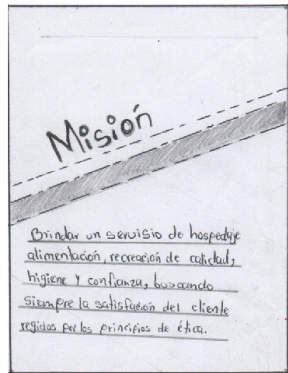 Misión
Brindar un servisio de hospedaje
alimentación, recreación de calidad,
higiene y confianza, buscando
siempre la satisfación del cliente
regidos por los principios de ética.